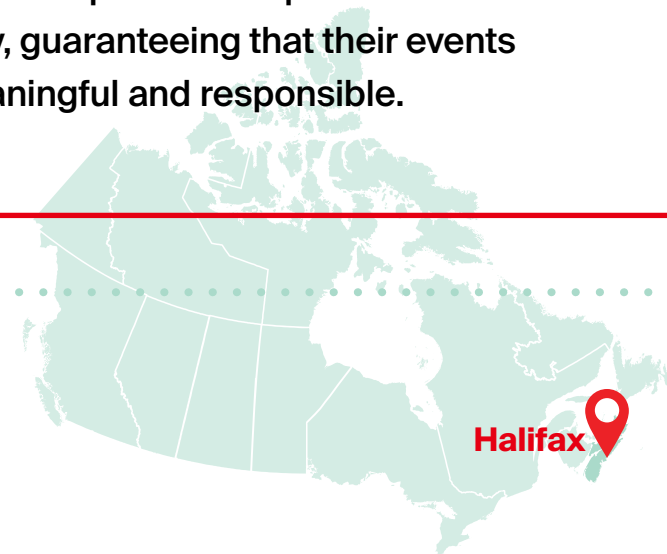 , guaranteeing that their events
aningful and responsible.
Halifax